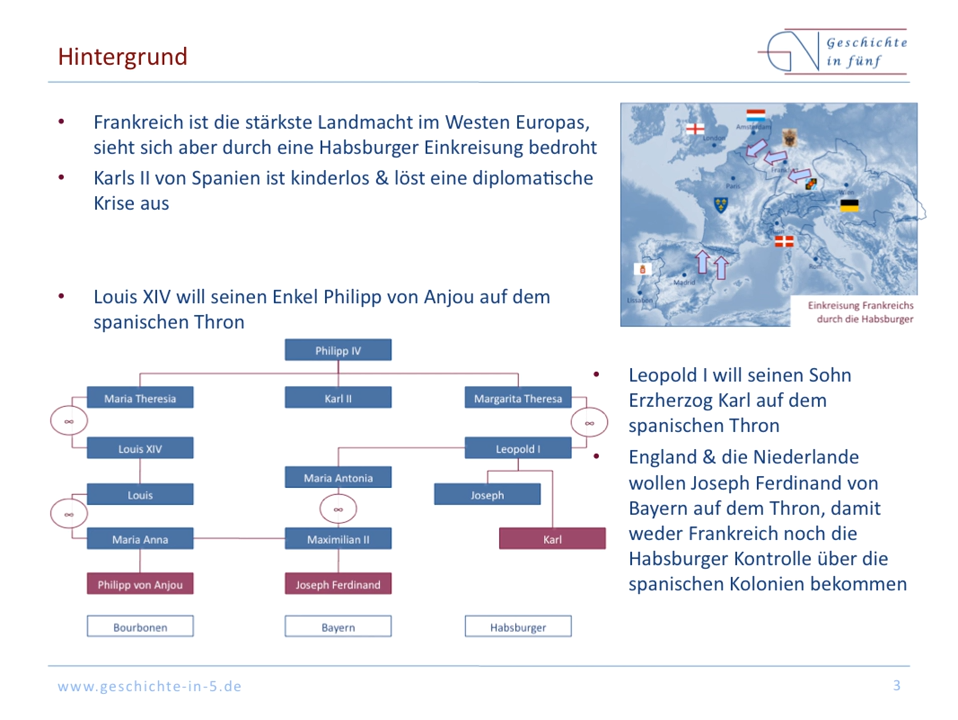 Hintergrund
Geschichte
in fünf
• Frankreich ist die stärkste Landmacht im Westen Europas,
sieht sich aber durch eine Habsburger Einkreisung bedroht
• Karls II von Spanien ist kinderlos & löst eine diplomatische
Krise aus
• Louis XIV will seinen Enkel Philipp von Anjou auf dem
spanischen Thron
Amsterdam
London
Paris
Madrid
Lissabon
Rom
Einkreisung Frankreichs
durch die Habsburger
Philipp IV
Maria Theresia
Karl II
Margarita Theresa
∞
∞
Louis XIV
Leopold I
Maria Antonia
Louis
Joseph
∞
∞
Maria Anna
Maximilian II
Karl
Philipp von Anjou
Joseph Ferdinand
Bourbonen
Bayern
Habsburger
• Leopold I will seinen Sohn
Erzherzog Karl auf dem
spanischen Thron
• England & die Niederlande
wollen Joseph Ferdinand von
Bayern auf dem Thron, damit
weder Frankreich noch die
Habsburger Kontrolle über die
spanischen Kolonien bekommen
www.geschichte-in-5.de
3